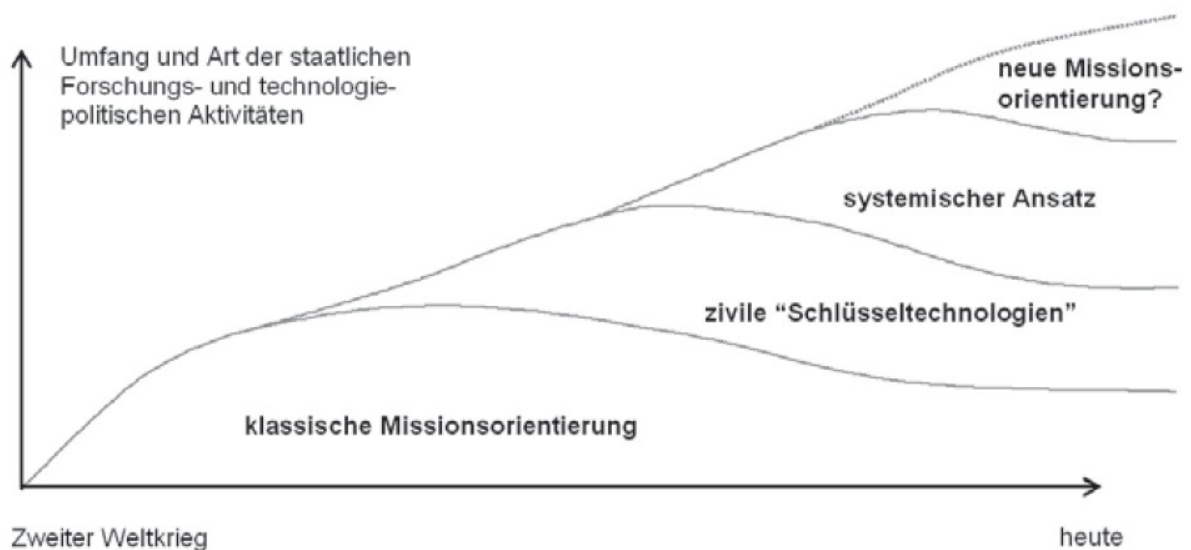 Umfang und Art der staatlichen
Forschungs- und technologie-
politischen Aktivitäten
neue Missions-
orientierung?
systemischer Ansatz
zivile “Schlüsseltechnologien”
klassische Missionsorientierung
Zweiter Weltkrieg
heute